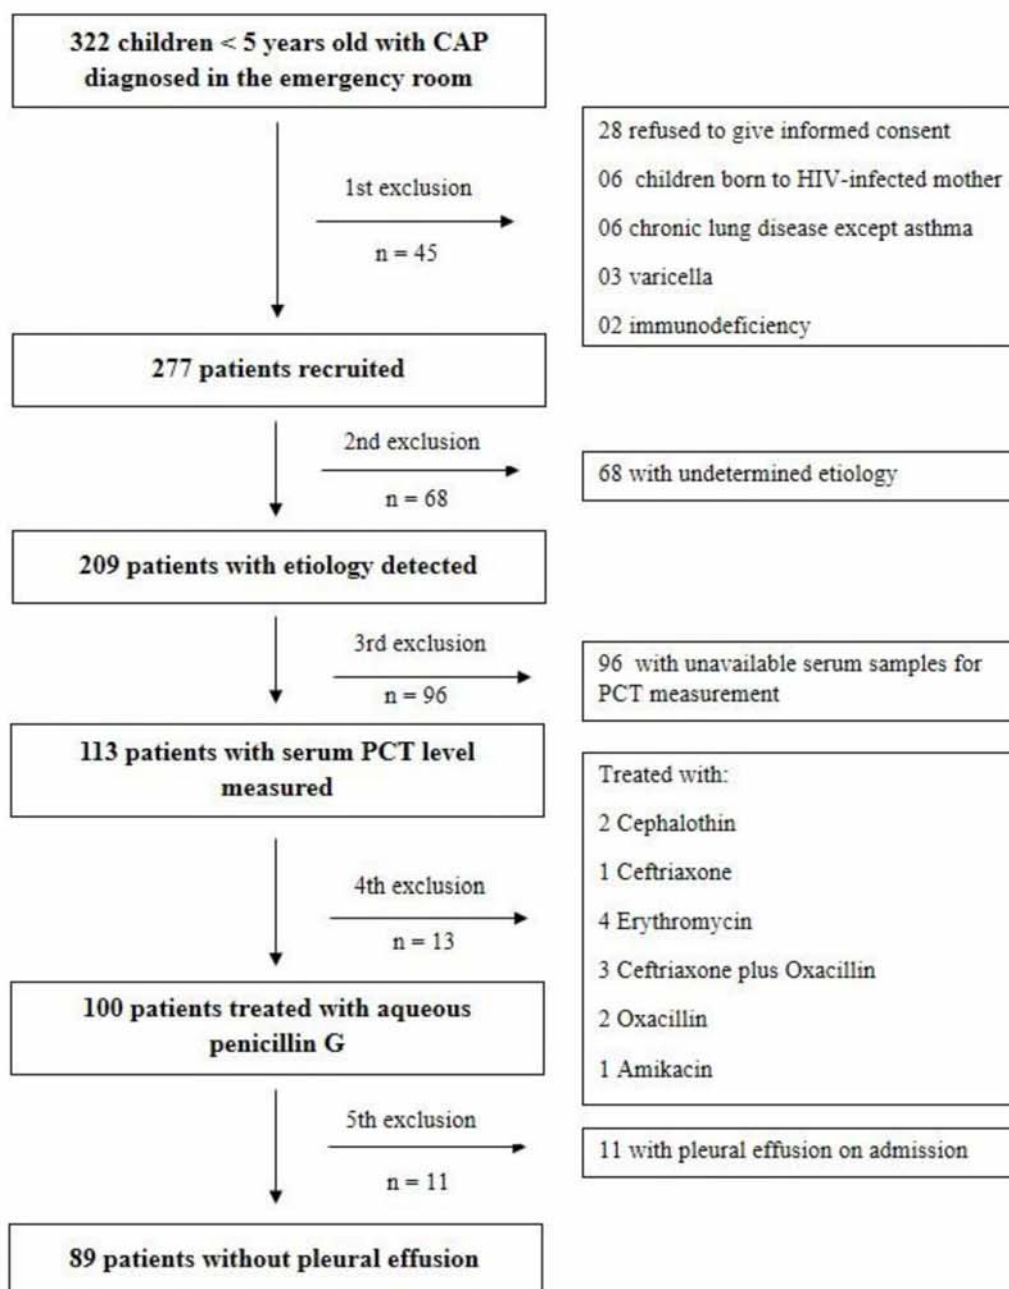 322 children < 5 years old with CAP
diagnosed in the emergency room
1st exclusion
n = 45
28 refused to give informed consent
06 children born to HIV-infected mother
06 chronic lung disease except asthma
03 varicella
02 immunodeficiency
277 patients recruited
2nd exclusion
n = 68
68 with undetermined etiology
209 patients with etiology detected
3rd exclusion
n = 96
96 with unavailable serum samples for
PCT measurement
113 patients with serum PCT level
measured
4th exclusion
n = 13
Treated with:
2 Cephalothin
1 Ceftriaxone
4 Erythromycin
3 Ceftriaxone plus Oxacillin
2 Oxacillin
1 Amikacin
100 patients treated with aqueous
penicillin G
5th exclusion
n = 11
11 with pleural effusion on admission
89 patients without pleural effusion